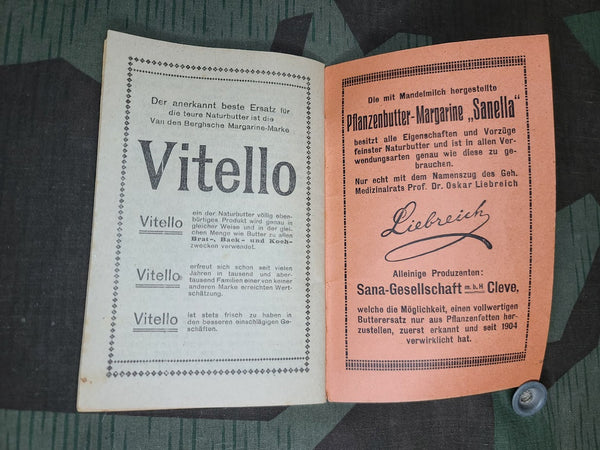 Der anerkannt beste Ersatz für
die teure Naturbutter ist die
Van den Berghsche Margarine-Marke
Vitello
Vitello
ein der Naturbutter völlig eben-
bürtiges Produkt wird genau in
gleicher Weise und in der glei-
chen Menge wie Butter zu allen
Brat-, Back- und Koch-
zwecken verwendet.
Vitello
erfreut sich schon seit vielen
Jahren in tausend und aber-
tausend Familien einer von keiner
anderen Marke erreichten Wert-
schätzung.
Vitello
ist stets frisch zu haben in
den besseren einschlägigen Ge-
schäften.
Die mit Mandelmilch hergestellte
Pflanzenbutter-Margarine „Sanella“
besitzt alle Eigenschaften und Vorzüge
feinster Naturbutter und ist in allen Ver-
wendungsarten genau wie diese zu ge-
brauchen.
Nur echt mit dem Namenszug des Geh.
Medizinalrats Prof. Dr. Oskar Liebreich
Liebreich
Alleinige Produzenten:
Sana-Gesellschaft m.b.H Cleve,
welche die Möglichkeit, einen vollwertigen
Butterersatz nur aus Pflanzenfetten her-
zustellen, zuerst erkannt und seit 1904
verwirklicht hat.